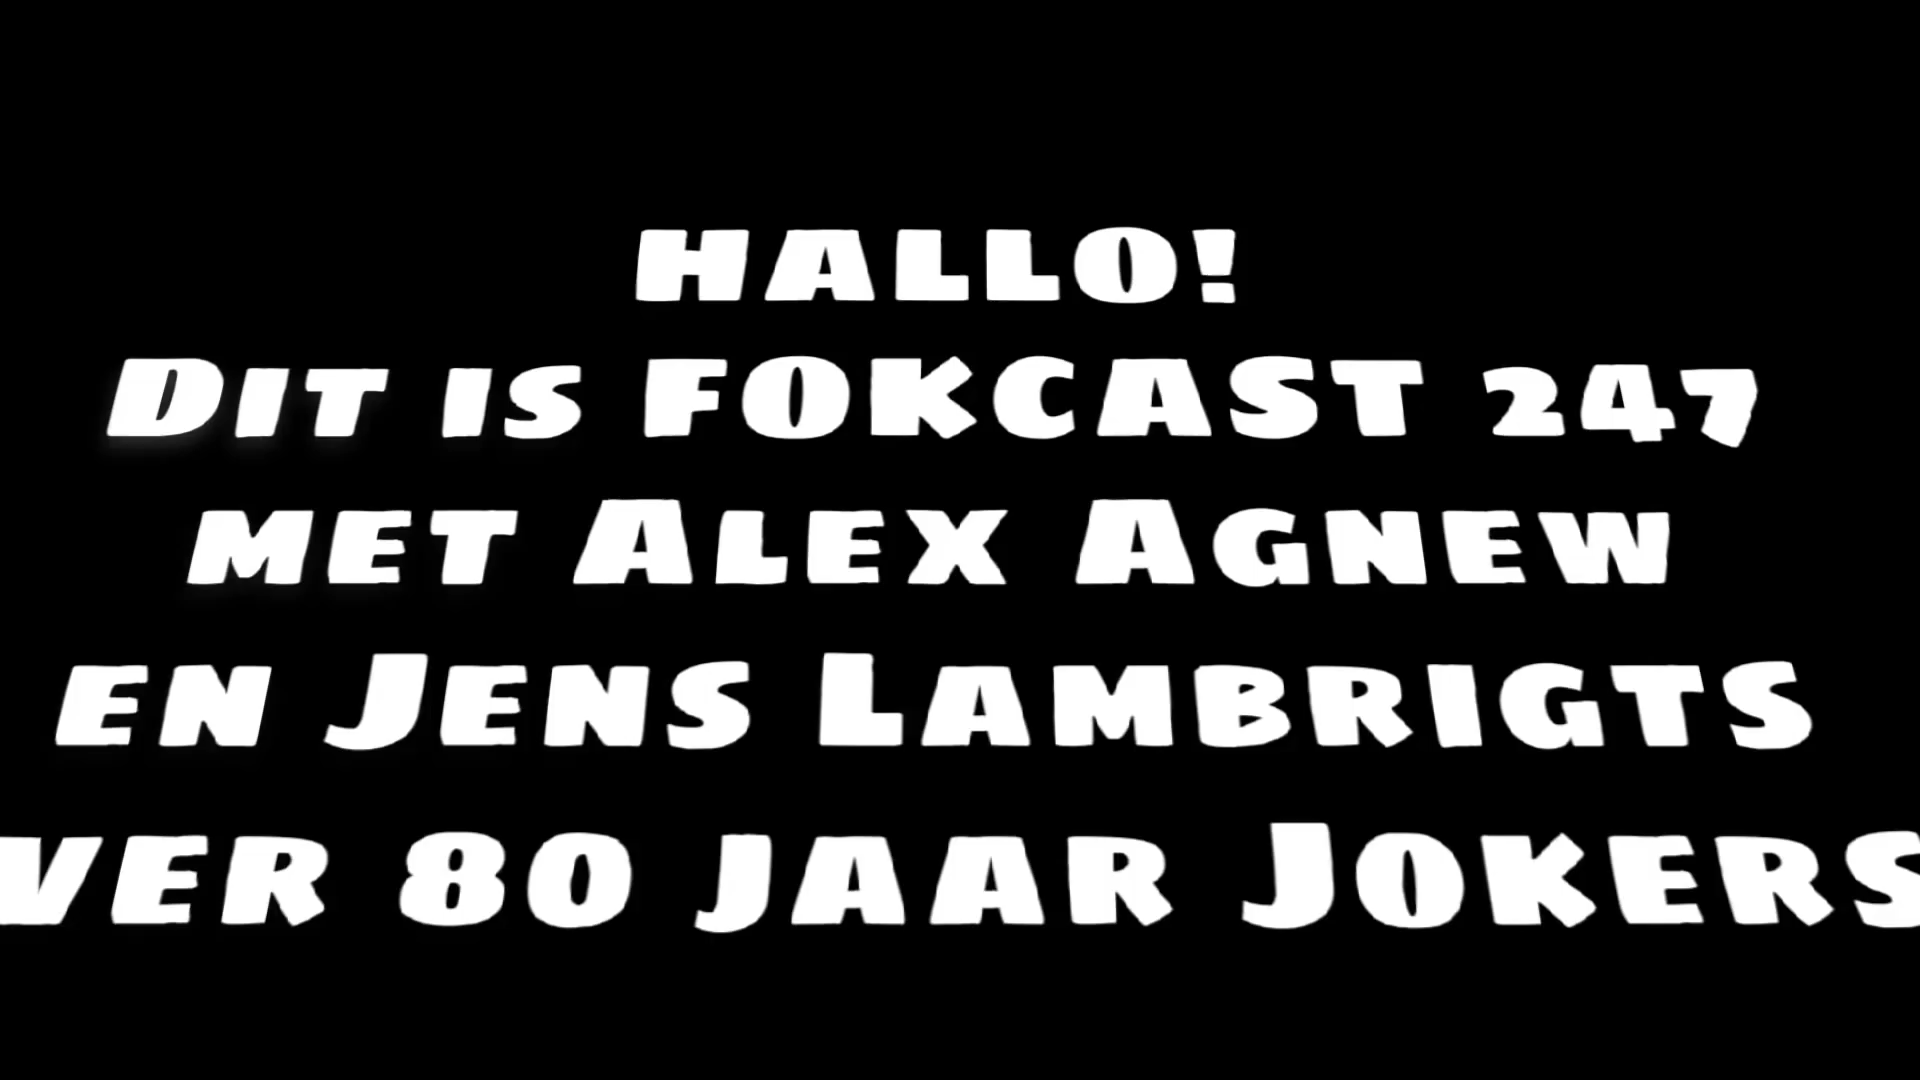 HALLO!
DIT IS FOKCAST 247
MET ALEX AGNEW
EN JENS LAMBRIGTS
VER 80 JAAR JOKERS